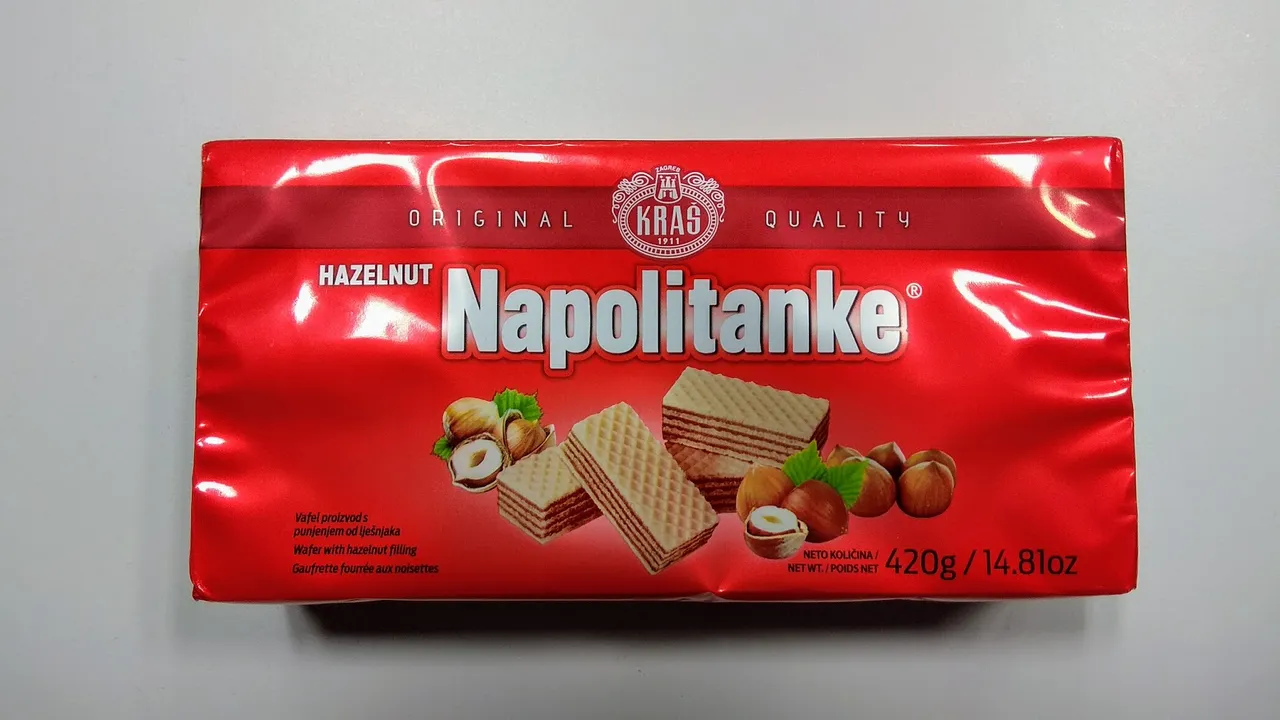 ZAGREB
ORIGINAL KRAŠ QUALITY
1911
HAZELNUT
Napolitanke®
Vafel proizvod s
punjenjem od lješnjaka
Wafer with hazelnut filling
Gaufrette fourrée aux noisettes
NETO KOLIČINA /
NET WT. / POIDS NET 420g / 14.81oz